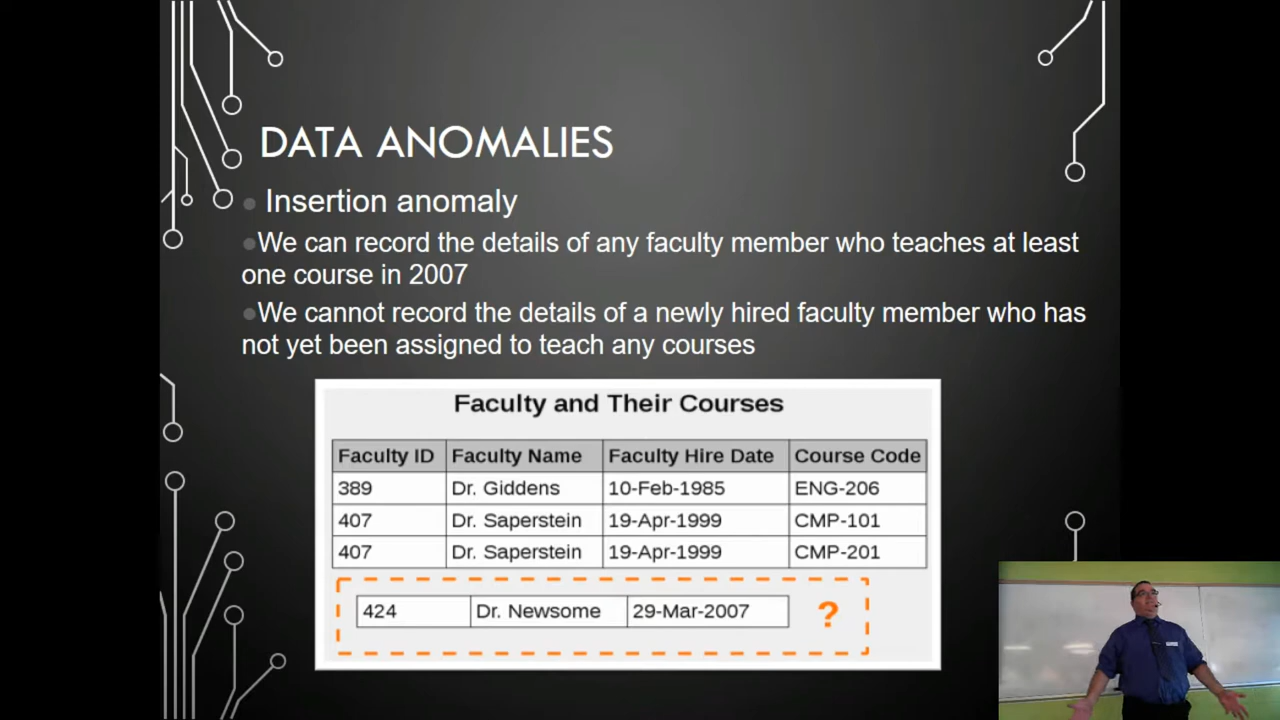 DATA ANOMALIES
Insertion anomaly
We can record the details of any faculty member who teaches at least
one course in 2007
We cannot record the details of a newly hired faculty member who has
not yet been assigned to teach any courses
Faculty and Their Courses
Faculty ID Faculty Name Faculty Hire Date Course Code
389 Dr. Giddens 10-Feb-1985 ENG-206
407 Dr. Saperstein 19-Apr-1999 CMP-101
407 Dr. Saperstein 19-Apr-1999 CMP-201
424 Dr. Newsome 29-Mar-2007 ?